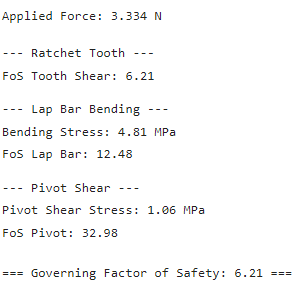 Applied Force: 3.334 N
--- Ratchet Tooth ---
FoS Tooth Shear: 6.21
--- Lap Bar Bending ---
Bending Stress: 4.81 MPa
FoS Lap Bar: 12.48
--- Pivot Shear ---
Pivot Shear Stress: 1.06 MPa
FoS Pivot: 32.98
=== Governing Factor of Safety: 6.21 ===